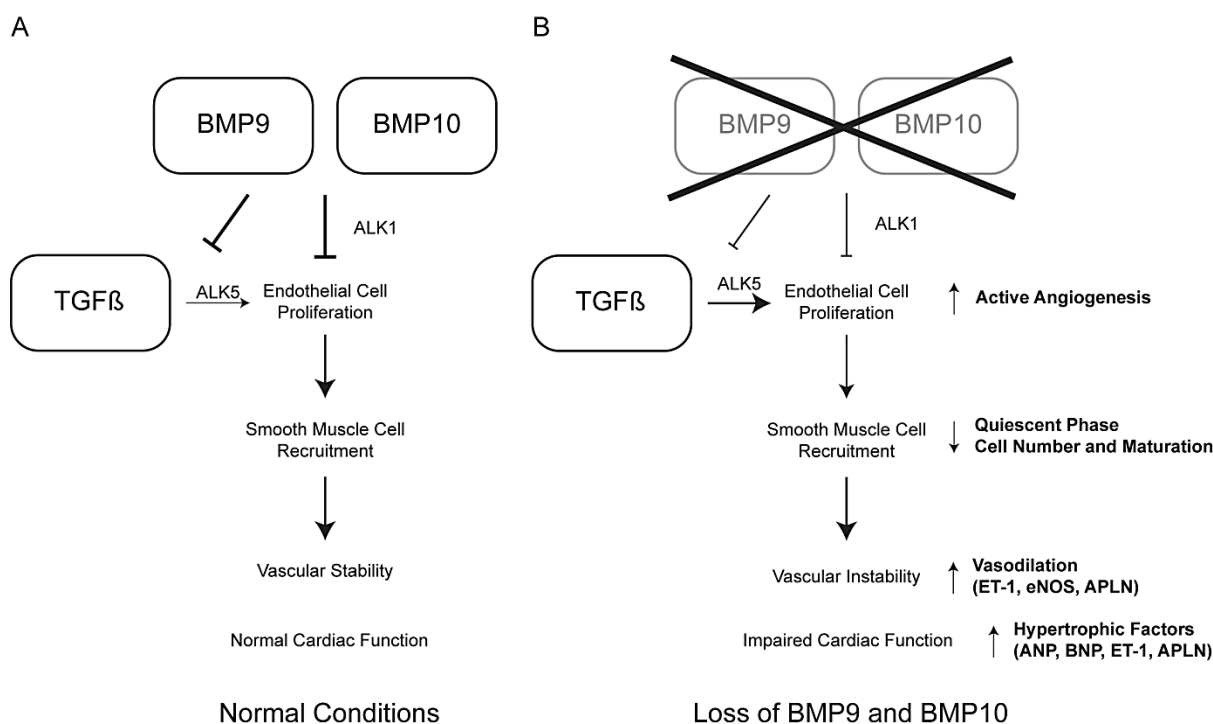 A
BMP9
BMP10
ALK1
TGFß
ALK5
Endothelial Cell
Proliferation
Smooth Muscle Cell
Recruitment
Vascular Stability
Normal Cardiac Function
Normal Conditions
B
BMP9
BMP10
ALK1
TGFß
ALK5
Endothelial Cell
Proliferation
Active Angiogenesis
Smooth Muscle Cell
Recruitment
Quiescent Phase
Cell Number and Maturation
Vascular Instability
Vasodilation
(ET-1, eNOS, APLN)
Impaired Cardiac Function
Hypertrophic Factors
(ANP, BNP, ET-1, APLN)
Loss of BMP9 and BMP10